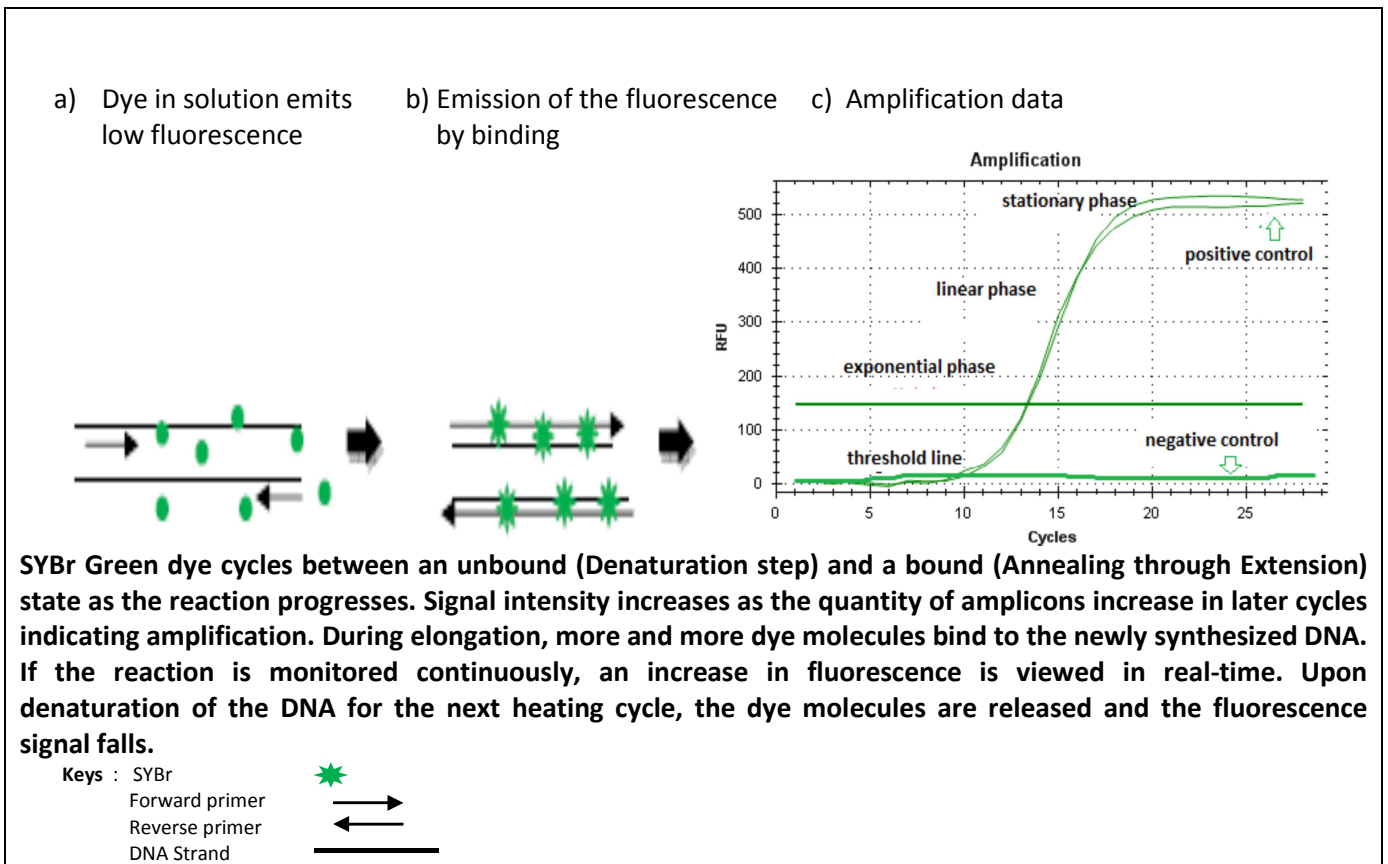 a) Dye in solution emits
low fluorescence
b) Emission of the fluorescence
by binding
c) Amplification data
Amplification
500
400
300
200
100
0
RFU
stationary phase
positive control
linear phase
exponential phase
negative control
threshold line
0 5 10 15 20 25
Cycles
SYBr Green dye cycles between an unbound (Denaturation step) and a bound (Annealing through Extension)
state as the reaction progresses. Signal intensity increases as the quantity of amplicons increase in later cycles
indicating amplification. During elongation, more and more dye molecules bind to the newly synthesized DNA.
If the reaction is monitored continuously, an increase in fluorescence is viewed in real-time. Upon
denaturation of the DNA for the next heating cycle, the dye molecules are released and the fluorescence
signal falls.
Keys : SYBr
Forward primer
Reverse primer
DNA Strand